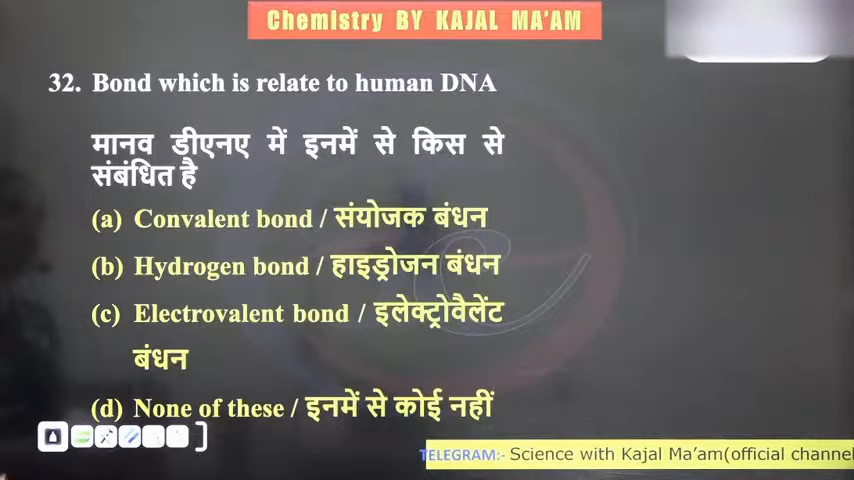 Chemistry BY KAJAL MA'AM
32. Bond which is relate to human DNA
मानव डीएनए में इनमें से किस से
संबंधित है
(a) Convalent bond / संयोजक बंधन
(b) Hydrogen bond / हाइड्रोजन बंधन
(c) Electrovalent bond / इलेक्ट्रोवैलेंट
बंधन
(d) None of these / इनमें से कोई नहीं
TELEGRAM:- Science with Kajal Ma'am(official channel